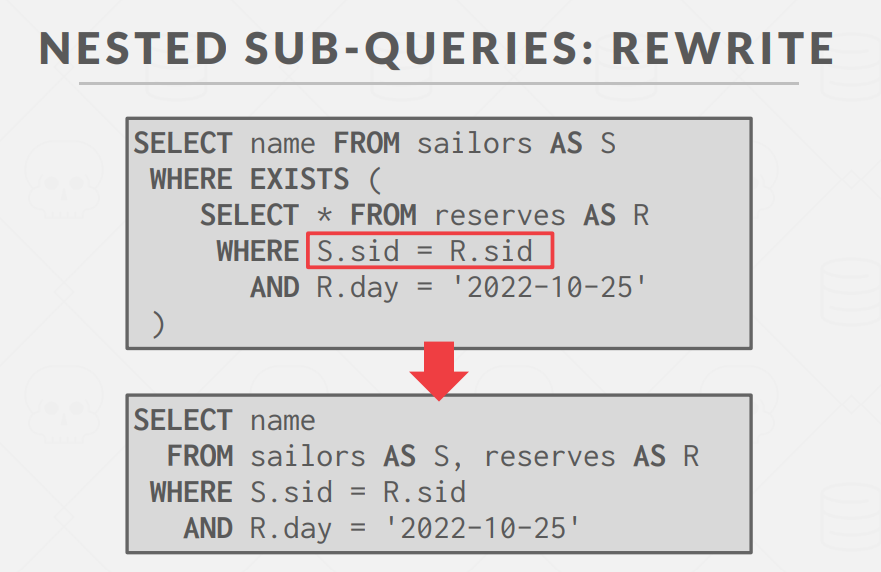 NESTED SUB-QUERIES: REWRITE
SELECT name FROM sailors AS S
WHERE EXISTS (
SELECT * FROM reserves AS R
WHERE S.sid = R.sid
AND R.day = '2022-10-25'
)
SELECT name
FROM sailors AS S, reserves AS R
WHERE S.sid = R.sid
AND R.day = '2022-10-25'